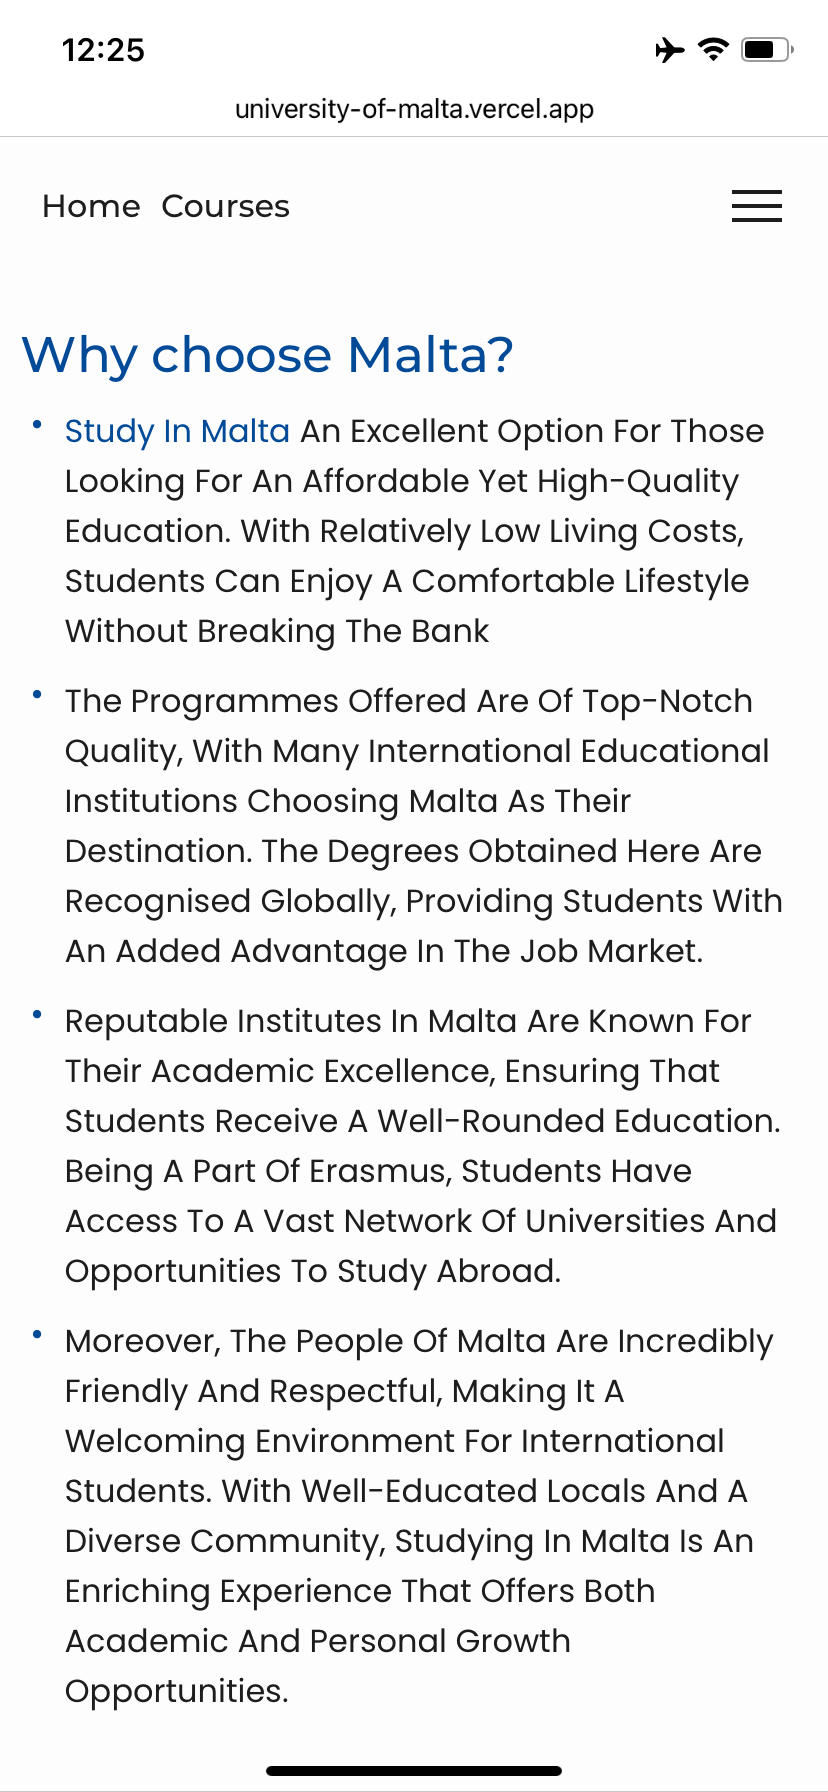 12:25
university-of-malta.vercel.app
Home Courses
Why choose Malta?
• Study In Malta An Excellent Option For Those
Looking For An Affordable Yet High-Quality
Education. With Relatively Low Living Costs,
Students Can Enjoy A Comfortable Lifestyle
Without Breaking The Bank
• The Programmes Offered Are Of Top-Notch
Quality, With Many International Educational
Institutions Choosing Malta As Their
Destination. The Degrees Obtained Here Are
Recognised Globally, Providing Students With
An Added Advantage In The Job Market.
• Reputable Institutes In Malta Are Known For
Their Academic Excellence, Ensuring That
Students Receive A Well-Rounded Education.
Being A Part Of Erasmus, Students Have
Access To A Vast Network Of Universities And
Opportunities To Study Abroad.
• Moreover, The People Of Malta Are Incredibly
Friendly And Respectful, Making It A
Welcoming Environment For International
Students. With Well-Educated Locals And A
Diverse Community, Studying In Malta Is An
Enriching Experience That Offers Both
Academic And Personal Growth
Opportunities.